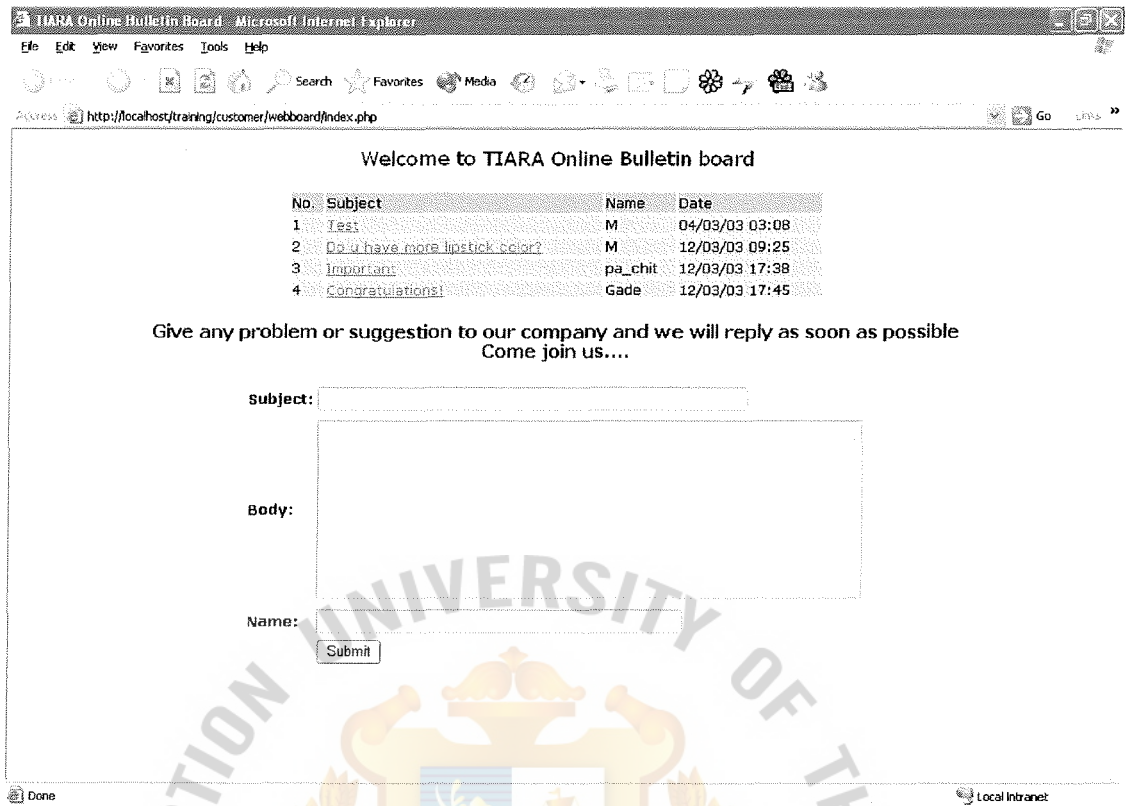 TIARA Online Bulletin Board - Microsoft Internet Explorer
File Edit View Favorites Tools Help
Search Favorites Media
Address http://localhost/training/customer/webboard/index.php Go Links »
Welcome to TIARA Online Bulletin board
No. Subject Name Date
1 Test M 04/03/03 03:08
2 Do u have more lipstick color? M 12/03/03 09:25
3 Important pa_chit 12/03/03 17:38
4 Congratulations! Gade 12/03/03 17:45
Give any problem or suggestion to our company and we will reply as soon as possible
Come join us....
Subject:
Body:
Name:
Submit
UNIVERSITY OF
Done Local intranet